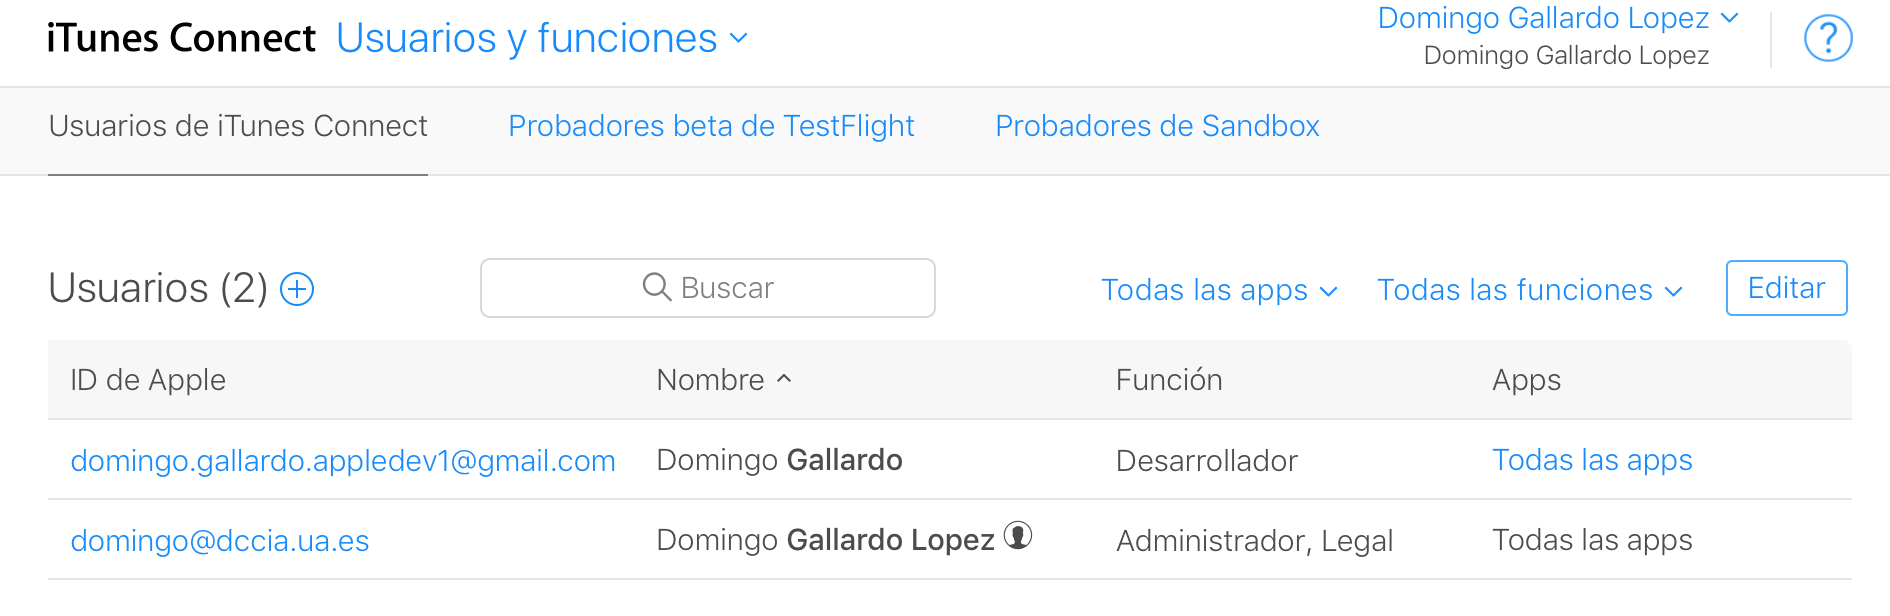 iTunes Connect Usuarios y funciones
Domingo Gallardo Lopez
Domingo Gallardo Lopez
?
Usuarios de iTunes Connect Probadores beta de TestFlight Probadores de Sandbox
Usuarios (2) Buscar Todas las apps Todas las funciones Editar
ID de Apple Nombre Función Apps
domingo.gallardo.appledev1@gmail.com Domingo Gallardo Desarrollador Todas las apps
domingo@dccia.ua.es Domingo Gallardo Lopez Administrador, Legal Todas las apps